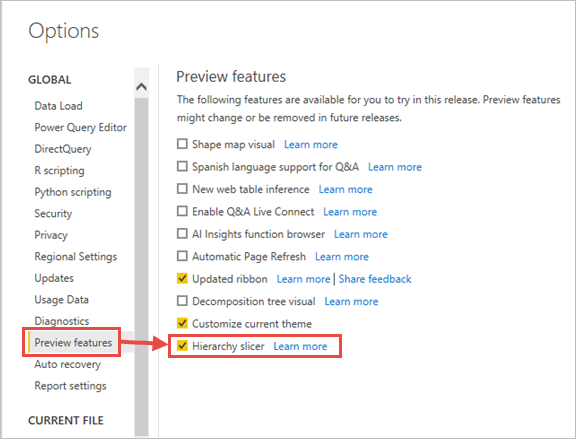 Options
GLOBAL
Data Load
Power Query Editor
DirectQuery
R scripting
Python scripting
Security
Privacy
Regional Settings
Updates
Usage Data
Diagnostics
Preview features
Auto recovery
Report settings
CURRENT FILE
Preview features
The following features are available for you to try in this release. Preview features
might change or be removed in future releases.
Shape map visual Learn more
Spanish language support for Q&A Learn more
New web table inference Learn more
Enable Q&A Live Connect Learn more
AI Insights function browser Learn more
Automatic Page Refresh Learn more
Updated ribbon Learn more | Share feedback
Decomposition tree visual Learn more
Customize current theme
Hierarchy slicer Learn more